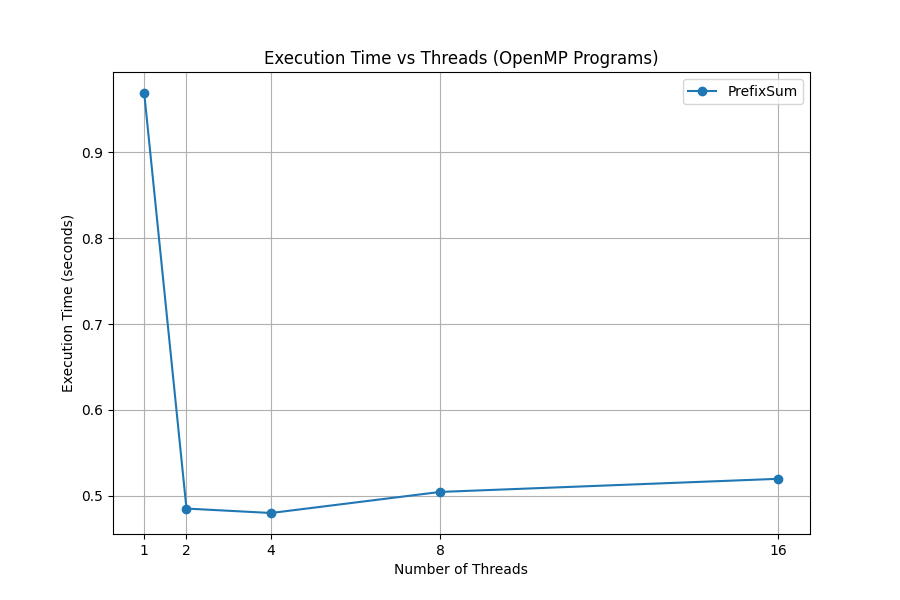 Execution Time vs Threads (OpenMP Programs)
PrefixSum
0.9
0.8
0.7
0.6
0.5
Execution Time (seconds)
1 2 4 8 16
Number of Threads